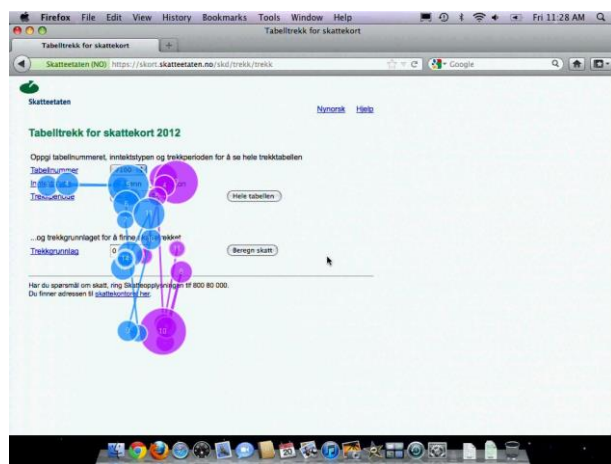 Firefox File Edit View History Bookmarks Tools Window Help Fri 11:28 AM
Tabelltrekk for skattekort
Tabelltrekk for skattekort
Skatteetaten (NO) https://skort.skatteetaten.no/skd/trekk/trekk Google
Skatteetaten
Nynorsk Hjelp
Tabelltrekk for skattekort 2012
Oppgi tabellnummeret, inntektstypen og trekkperioden for å se hele trekktabellen
Tabellnummer
Trekkperiode Hele tabellen
...og trekkgrunnlaget for å finne
Trekkgrunnlag 0 Beregn skatt
Har du spørsmål om skatt, ring Skatteopplysningen tlf 800 80 000.
Du finner adressen til skattekontoret her.
10
20